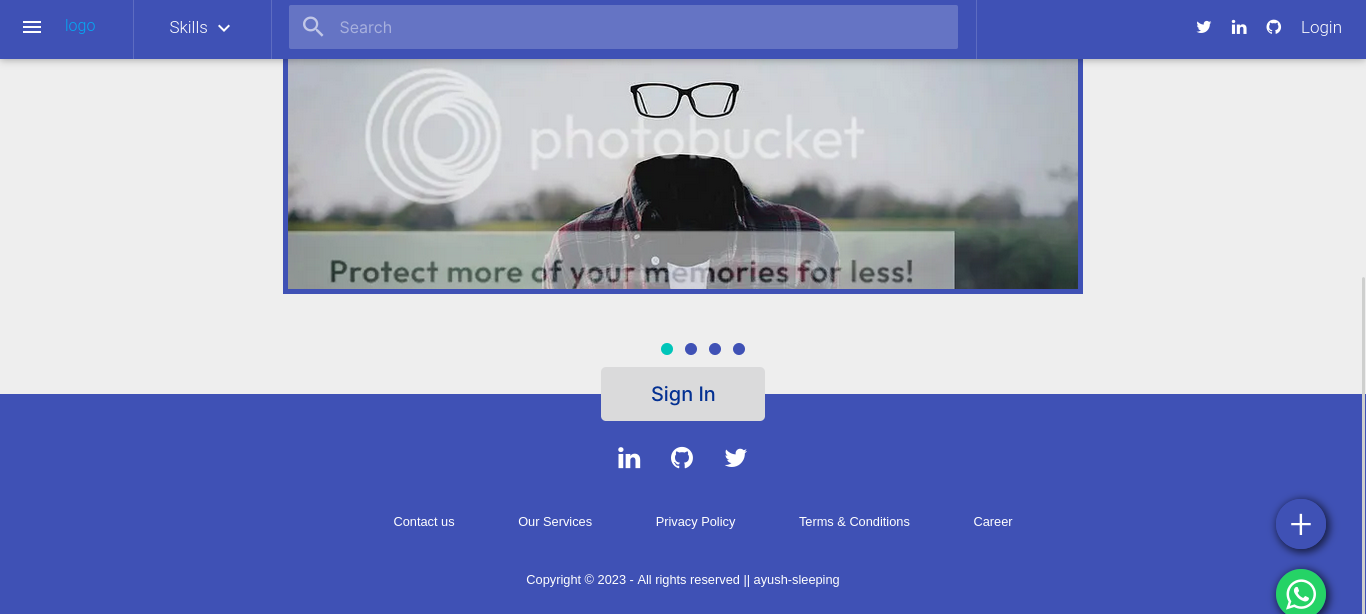 logo
Skills
Search
Login
photobucket
Protect more of your memories for less!
Sign In
Contact us
Our Services
Privacy Policy
Terms & Conditions
Career
Copyright © 2023 - All rights reserved || ayush-sleeping